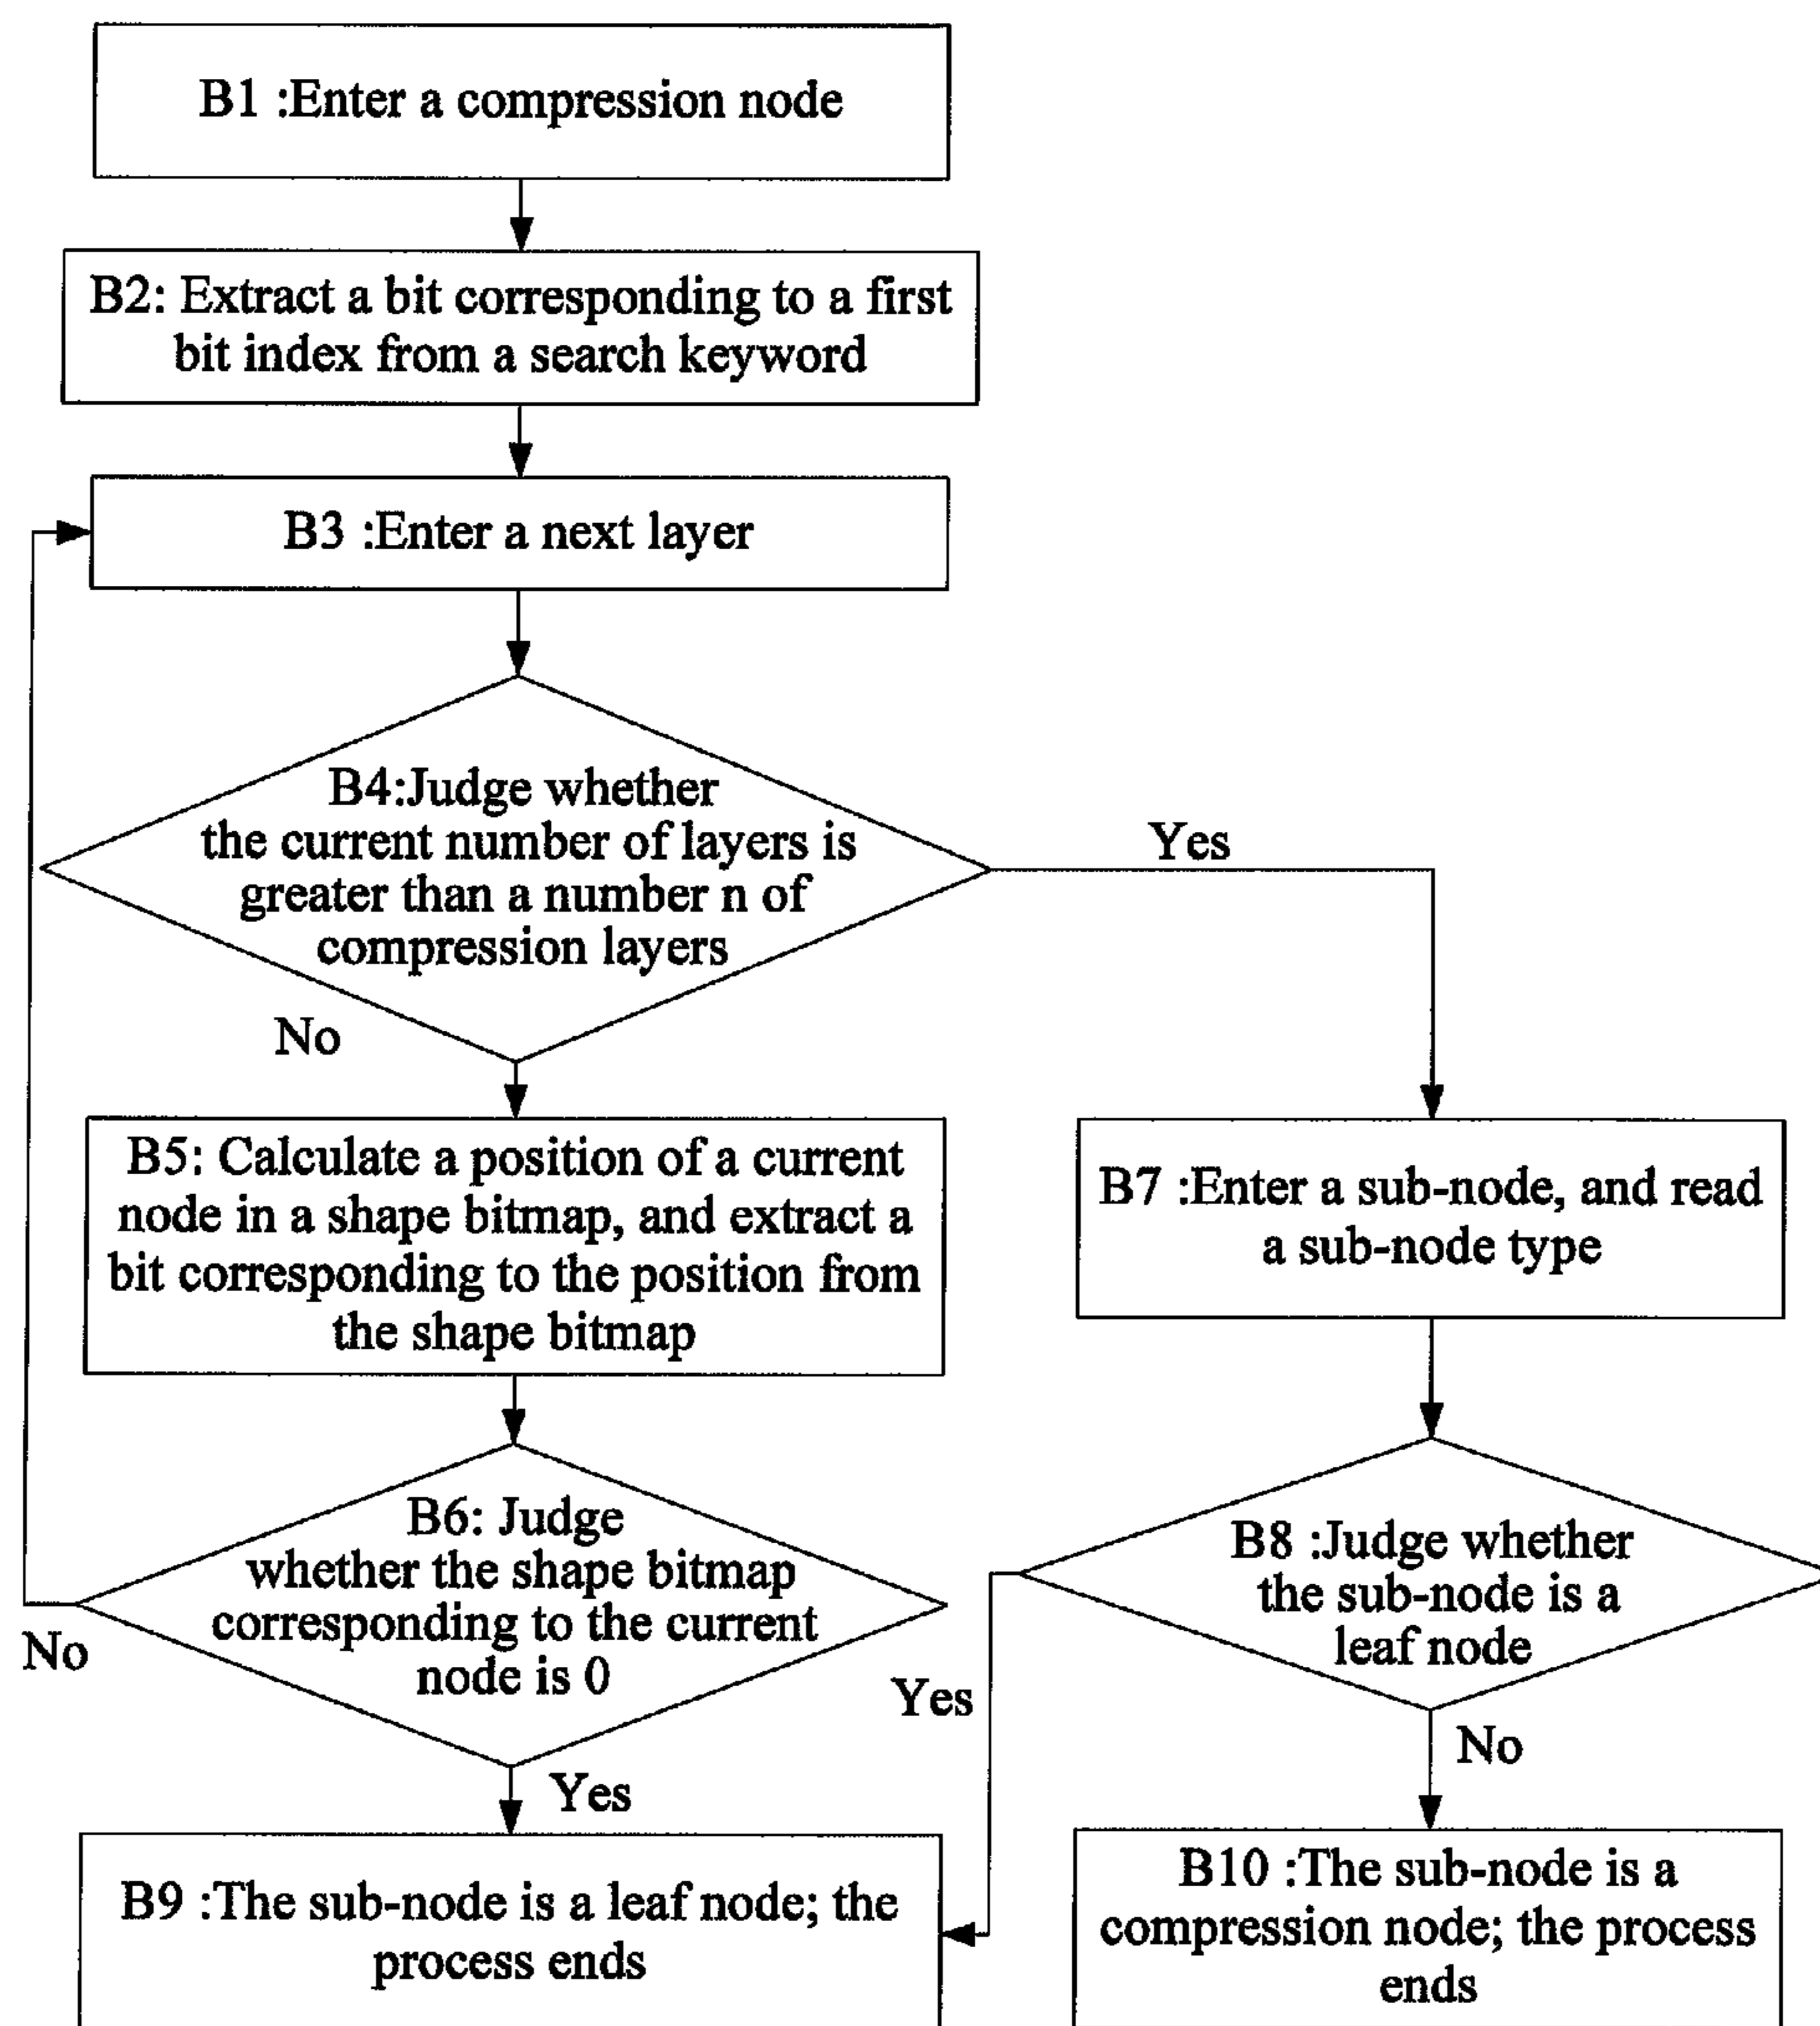 B1 :Enter a compression node
B2: Extract a bit corresponding to a first
bit index from a search keyword
B3 :Enter a next layer
B4:Judge whether
the current number of layers is
greater than a number n of
compression layers
Yes
No
B5: Calculate a position of a current
node in a shape bitmap, and extract a
bit corresponding to the position from
the shape bitmap
B7 :Enter a sub-node, and read
a sub-node type
B6: Judge
whether the shape bitmap
corresponding to the current
node is 0
No
Yes
B8 :Judge whether
the sub-node is a
leaf node
Yes
No
B9 :The sub-node is a leaf node; the
process ends
B10 :The sub-node is a
compression node; the process
ends